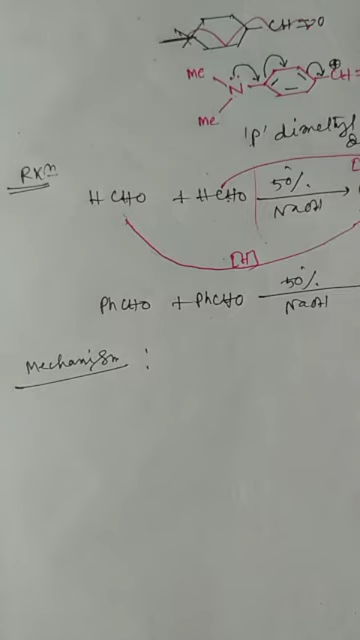 CH=O
Me
N
⊕
CH=
Me
'p' dimethyl
RXN
HCHO + HCHO 50% NaOH
[H]
PhCHO + PhCHO 50% NaOH
Mechanism :